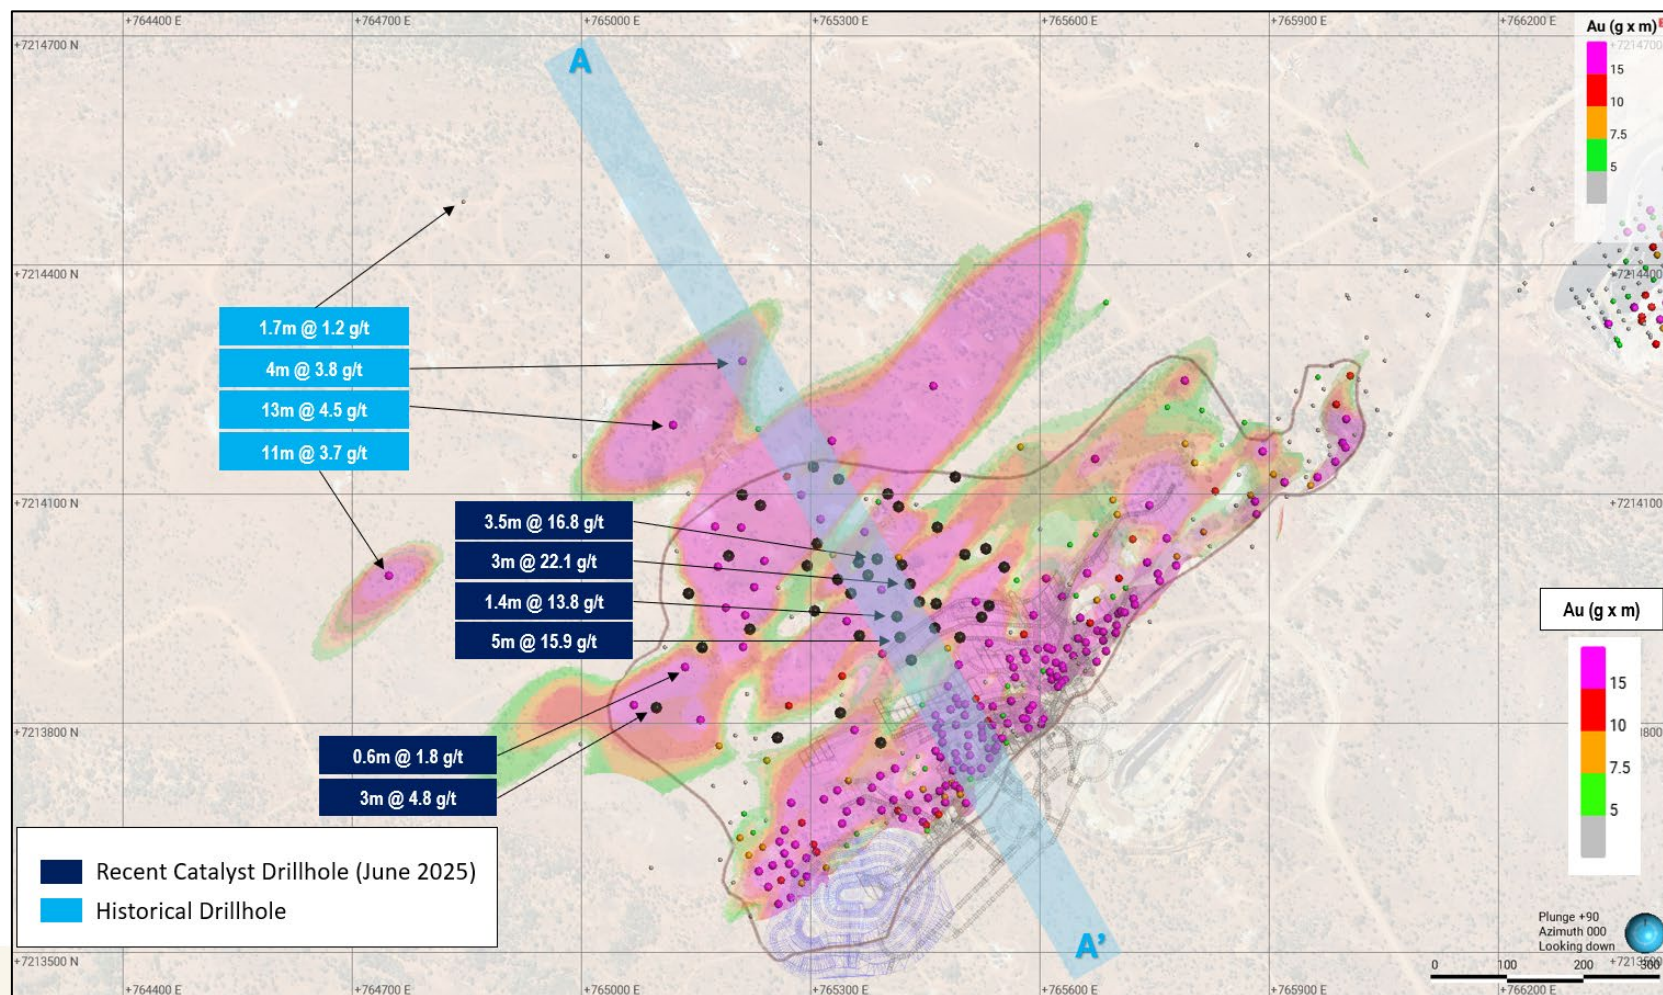 +764400 E
+764700 E
+765000 E
+765300 E
+765600 E
+765900 E
+766200 E
+7214700 N
A
Au (g x m)
+7214700
15
10
7.5
5
+7214400 N
+7214400
1.7m @ 1.2 g/t
4m @ 3.8 g/t
13m @ 4.5 g/t
11m @ 3.7 g/t
+7214100 N
+7214100
3.5m @ 16.8 g/t
3m @ 22.1 g/t
1.4m @ 13.8 g/t
5m @ 15.9 g/t
Au (g x m)
15
10
7.5
5
+7213800 N
0.6m @ 1.8 g/t
3m @ 4.8 g/t
Recent Catalyst Drillhole (June 2025)
Historical Drillhole
A'
Plunge +90
Azimuth 000
Looking down
0 100 200 300
+7213500 N
+764400 E
+764700 E
+765000 E
+765300 E
+765600 E
+765900 E
+766200 E